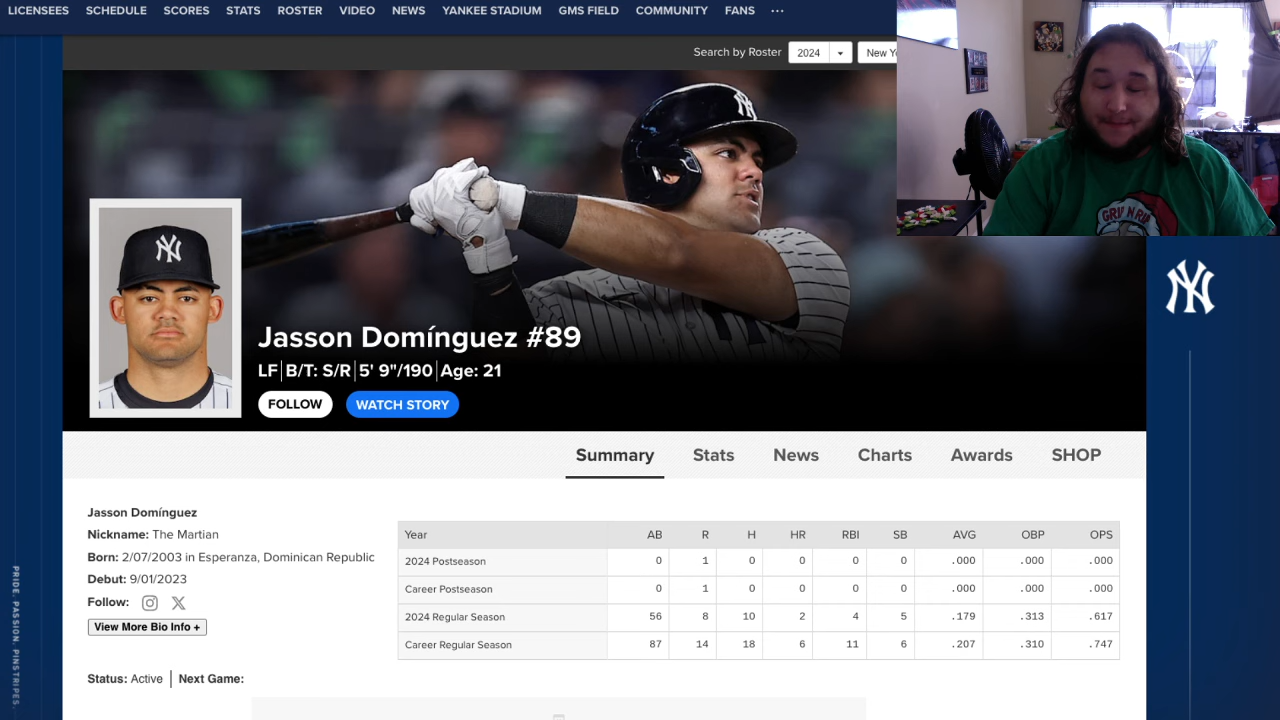 LICENSEES SCHEDULE SCORES STATS ROSTER VIDEO NEWS YANKEE STADIUM GMS FIELD COMMUNITY FANS ...
Search by Roster 2024 New Yo
NY
Jasson Domínguez #89
LF B/T: S/R 5' 9"/190 Age: 21
FOLLOW WATCH STORY
Summary Stats News Charts Awards SHOP
Jasson Domínguez
Nickname: The Martian
Born: 2/07/2003 in Esperanza, Dominican Republic
Debut: 9/01/2023
Follow:
View More Bio Info +
Year AB R H HR RBI SB AVG OBP OPS
2024 Postseason 0 1 0 0 0 0 .000 .000 .000
Career Postseason 0 1 0 0 0 0 .000 .000 .000
2024 Regular Season 56 8 10 2 4 5 .179 .313 .617
Career Regular Season 87 14 18 6 11 6 .207 .310 .747
Status: Active Next Game:
PRIDE. PASSION. PINSTRIPES.
NY
NY